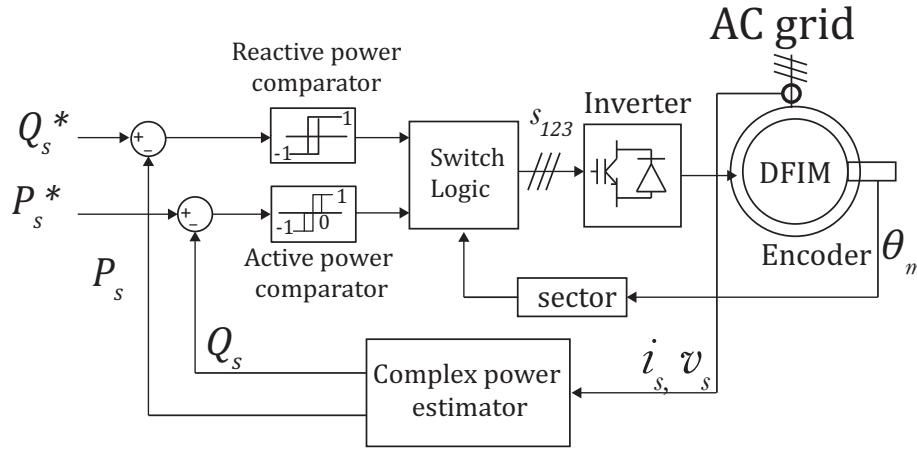 AC grid
Reactive power
comparator
Inverter
Q_s*
+
−
1
-1
s_123
Switch
Logic
DFIM
P_s*
+
−
1
0
-1
Active power
comparator
Encoder
θ_m
P_s
sector
Q_s
i_s, v_s
Complex power
estimator